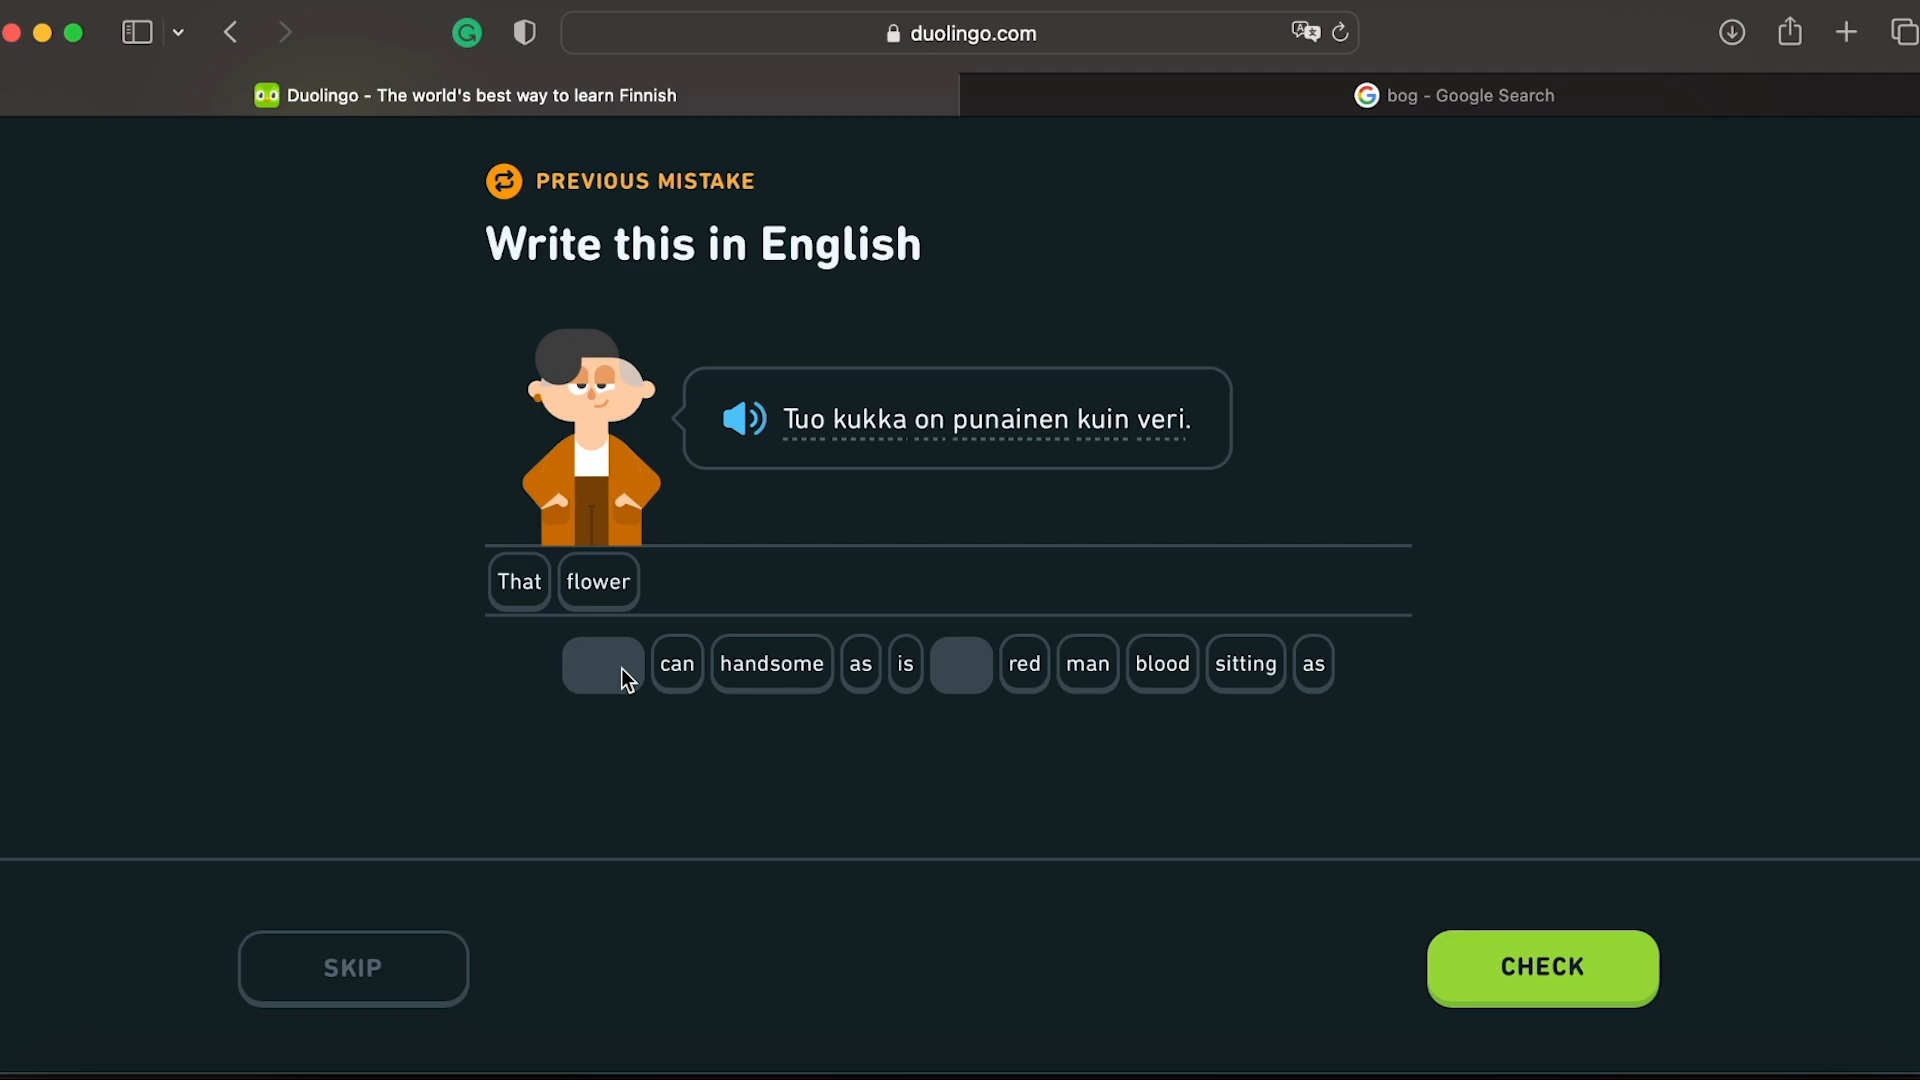 duolingo.com
Duolingo - The world's best way to learn Finnish
bog - Google Search
PREVIOUS MISTAKE
Write this in English
Tuo kukka on punainen kuin veri.
That flower
can handsome as is red man blood sitting as
SKIP
CHECK